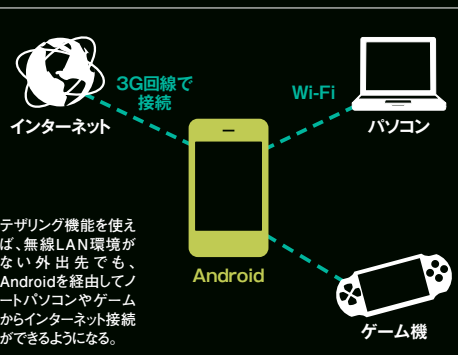 3G回線で
接続
Wi-Fi
インターネット
パソコン
テザリング機能を使え
ば、無線LAN環境が
ない外出先でも、
Androidを経由してノ
ートパソコンやゲーム
からインターネット接続
ができるようになる。
Android
ゲーム機